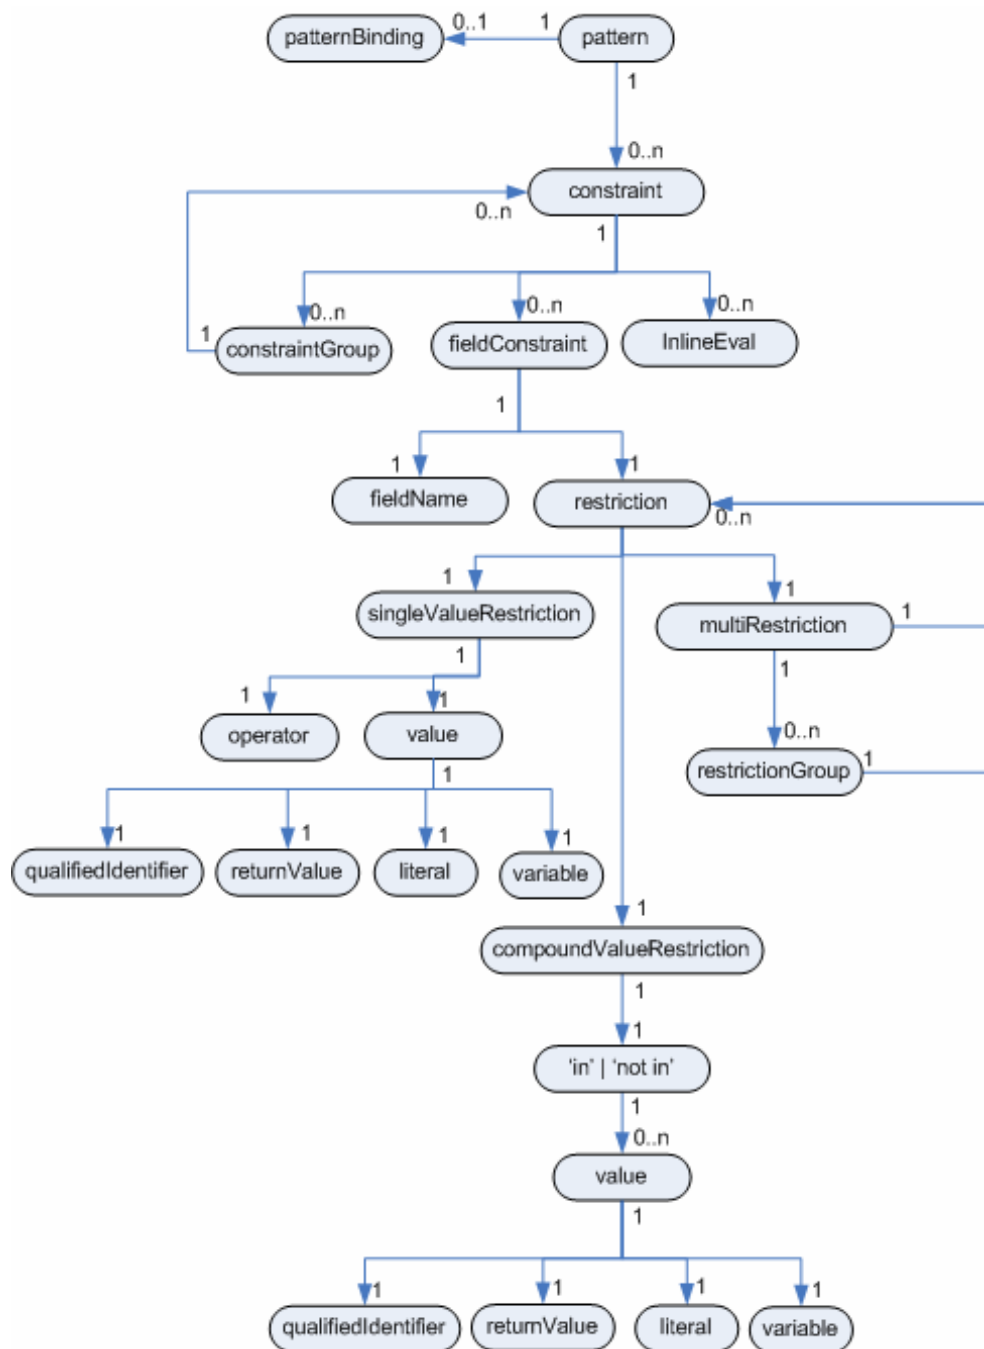 patternBinding 0..1 1 pattern
1
0..n
constraint
0..n
1
0..n 0..n 0..n
1 constraintGroup fieldConstraint InlineEval
1
1 1
fieldName restriction
0..n
1 1
singleValueRestriction multiRestriction 1
1 1
1 1
operator value 0..n
1 restrictionGroup 1
1 1 1 1
qualifiedIdentifier returnValue literal variable
1
compoundValueRestriction
1
1
'in' | 'not in'
1
0..n
value
1
1 1 1 1
qualifiedIdentifier returnValue literal variable